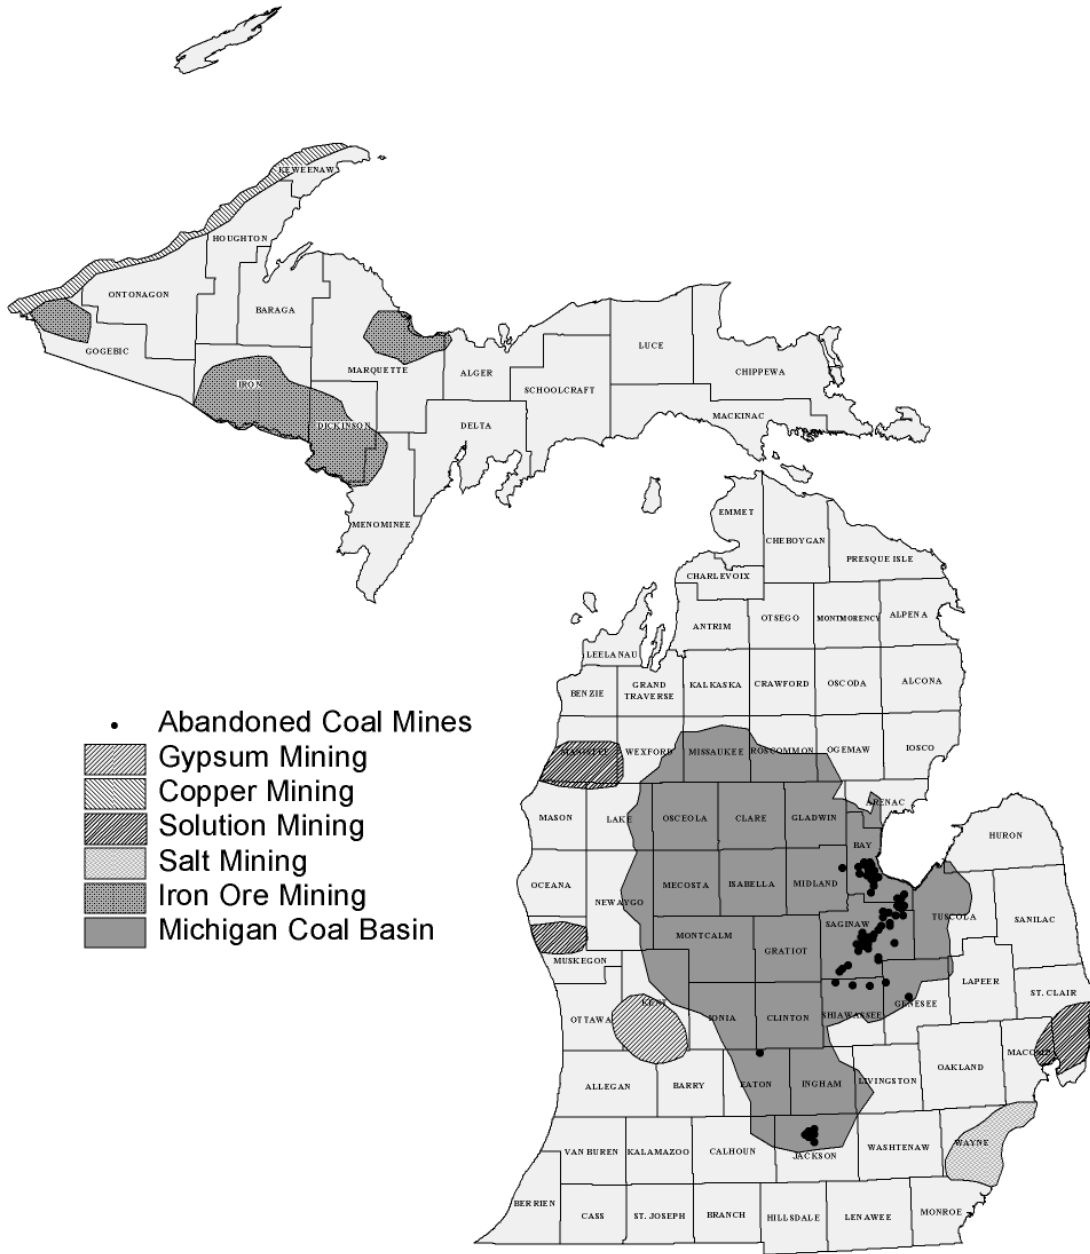 KEWEENAW
HOUGHTON
ONTONAGON
BARAGA
GOGEBIC
MARQUETTE
LUCE
ALGER
CHIPPEWA
IRON
SCHOOLCRAFT
MACKINAC
DICKINSON
DELTA
MENOMINEE
EMMET
CHEBOYGAN
PRESQUE ISLE
CHARLEVOIX
ANTRIM
OTSEGO
MONTMORENCY
ALPENA
LEELANAU
BENZIE
GRAND
TRAVERSE
KALKASKA
CRAWFORD
OSCODA
ALCONA
MANISTEE
WEXFORD
MISSAUKEE
ROSCOMMON
OGEMAW
IOSCO
Abandoned Coal Mines
Gypsum Mining
Copper Mining
Solution Mining
Salt Mining
Iron Ore Mining
Michigan Coal Basin
ARENAC
MASON
LAKE
OSCEOLA
CLARE
GLADWIN
HURON
BAY
OCEANA
NEWAYGO
MECOSTA
ISABELLA
MIDLAND
TUSCOLA
SANILAC
MONTCALM
GRATIOT
SAGINAW
MUSKEGON
LAPEER
ST. CLAIR
OTTAWA
KENT
IONIA
CLINTON
SHIAWASSEE
GENESEE
MACOMB
OAKLAND
ALLEGAN
BARRY
EATON
INGHAM
LIVINGSTON
WAYNE
VAN BUREN
KALAMAZOO
CALHOUN
JACKSON
WASHTENAW
BERRIEN
CASS
ST. JOSEPH
BRANCH
HILLSDALE
LENAWEE
MONROE